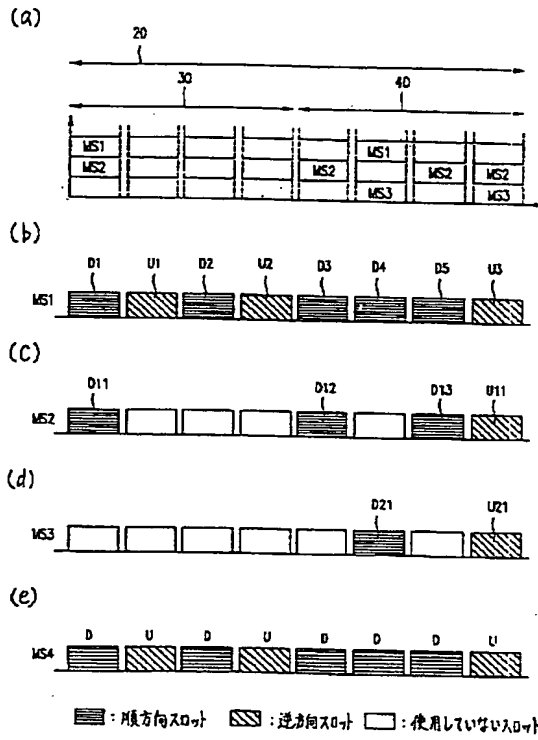 (a)
20
30 40
MS1 MS1
MS2 MS2 MS2 MS2
MS3 MS3
(b)
D1 U1 D2 U2 D3 D4 D5 U3
MS1
(c)
D11 D12 D13 U11
MS2
(d)
D21 U21
MS3
(e)
D U D U D D D U
MS4
:順方向スロット :逆方向スロット :使用していないスロット